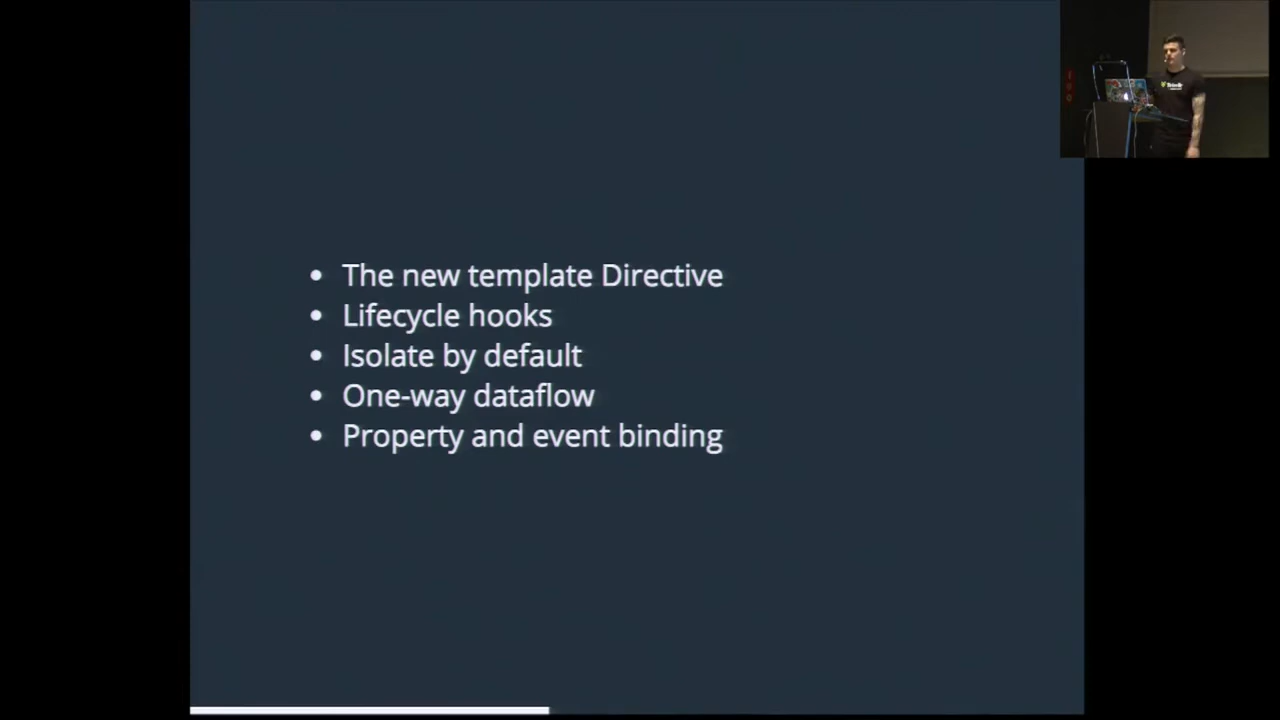 The new template Directive
Lifecycle hooks
Isolate by default
One-way dataflow
Property and event binding